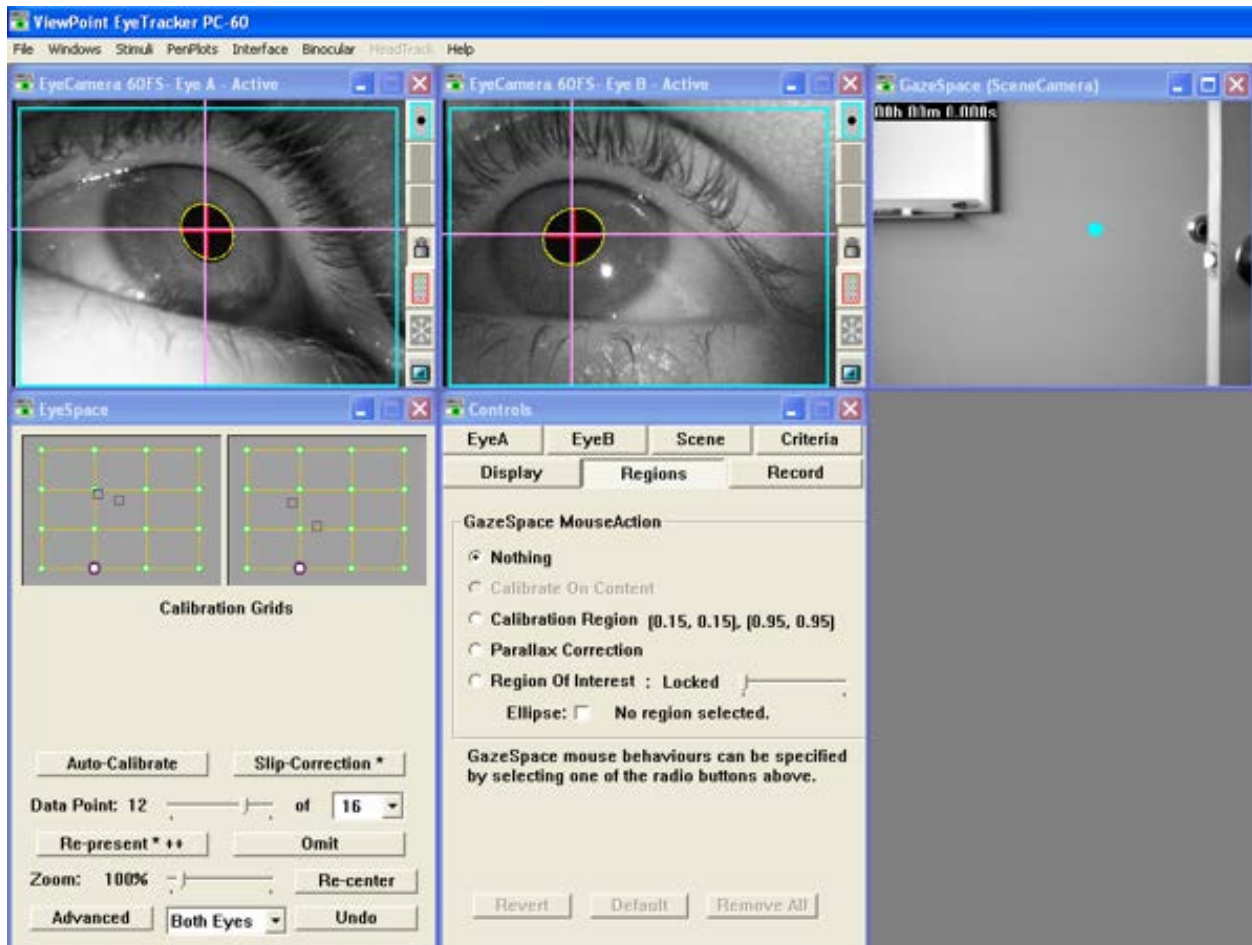 ViewPoint EyeTracker PC-60
File Windows Stimuli PenPlots Interface Binocular HeadTrack Help
EyeCamera 60FS- Eye A - Active
EyeCamera 60FS- Eye B - Active
GazeSpace (SceneCamera)
00h 00m 0.000s
EyeSpace
Calibration Grids
Auto-Calibrate Slip-Correction *
Data Point: 12 of 16
Re-present * ++ Omit
Zoom: 100% Re-center
Advanced Both Eyes Undo
Controls
EyeA EyeB Scene Criteria
Display Regions Record
GazeSpace MouseAction
Nothing
Calibrate On Content
Calibration Region (0.15, 0.15), (0.95, 0.95)
Parallax Correction
Region Of Interest : Locked
Ellipse: No region selected.
GazeSpace mouse behaviours can be specified
by selecting one of the radio buttons above.
Revert Default Remove All